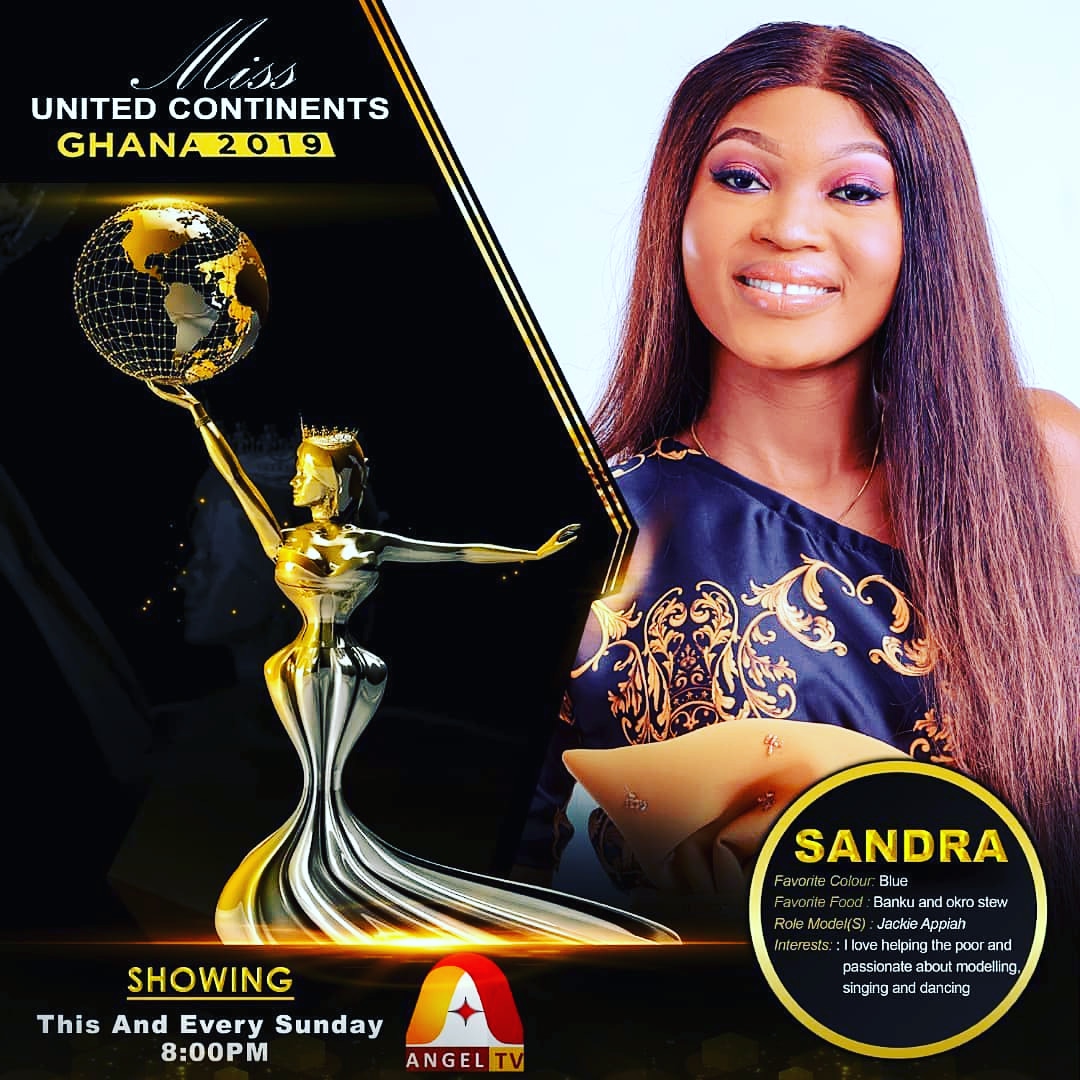 Miss
UNITED CONTINENTS
GHANA 2019
SANDRA
Favorite Colour: Blue
Favorite Food : Banku and okro stew
Role Model(S) : Jackie Appiah
Interests: : I love helping the poor and
passionate about modelling,
singing and dancing
SHOWING
This And Every Sunday
8:00PM
ANGEL TV